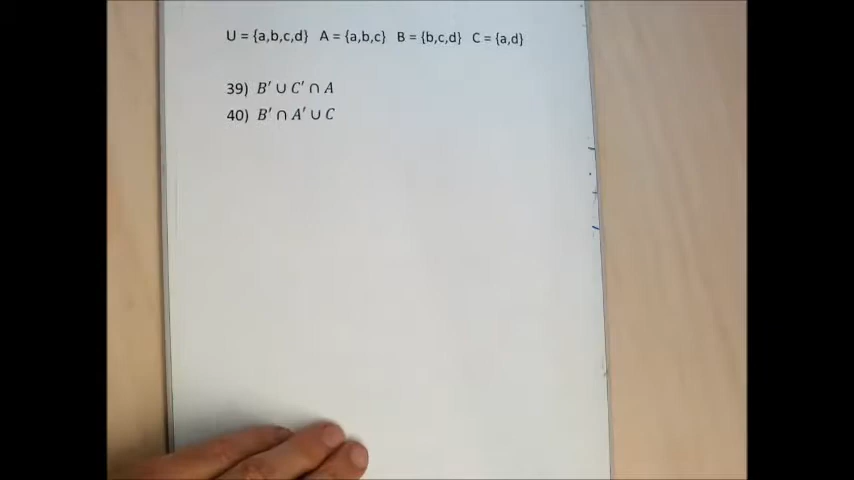 U = {a,b,c,d} A = {a,b,c} B = {b,c,d} C = {a,d}
39) B′ ∪ C′ ∩ A
40) B′ ∩ A′ ∪ C